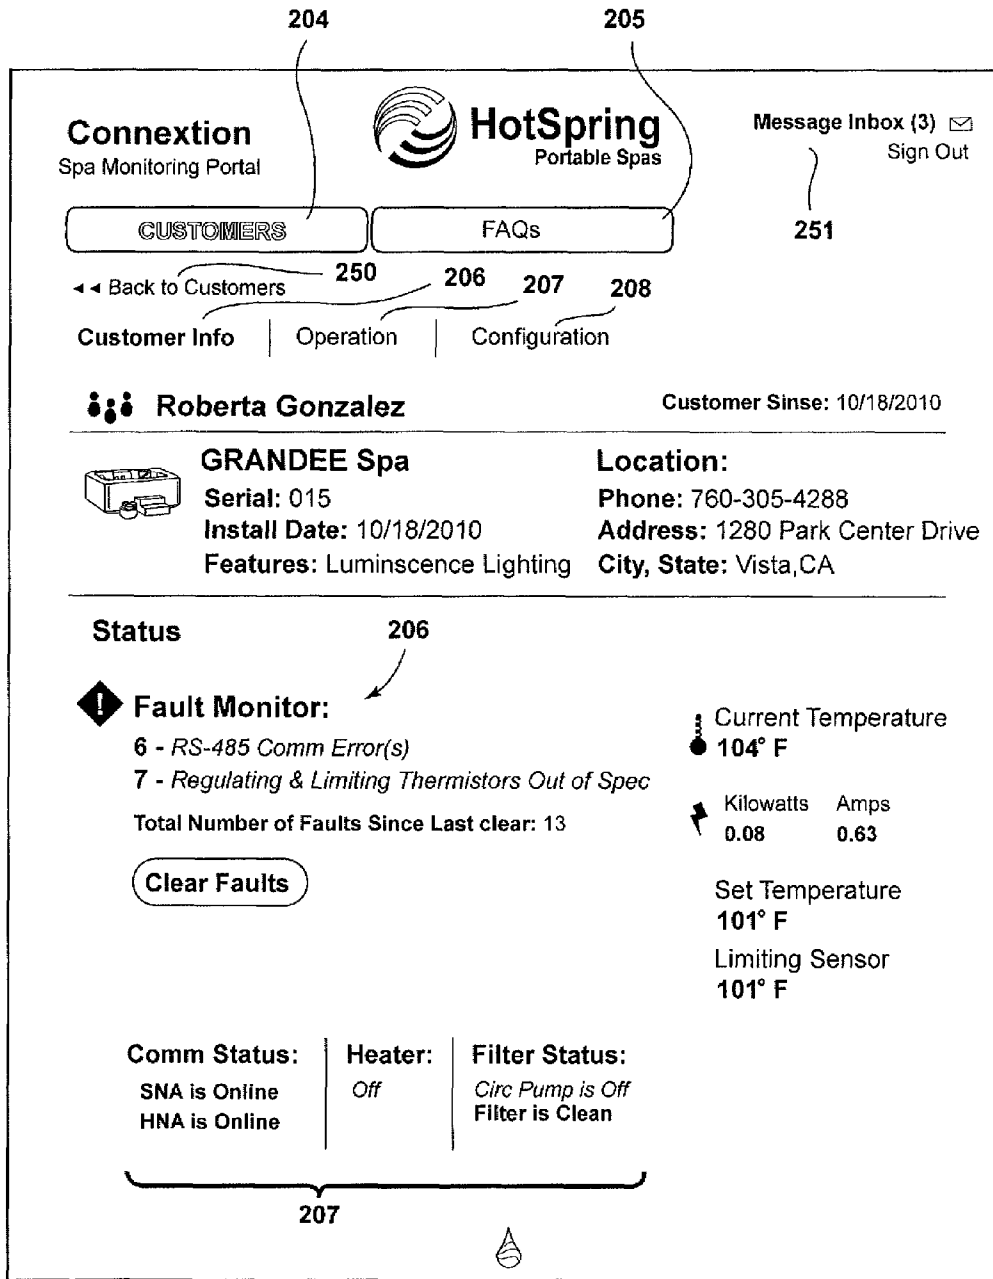 204 205
Connextion
Spa Monitoring Portal
HotSpring
Portable Spas
Message Inbox (3)
Sign Out
251
CUSTOMERS FAQs
◄◄ Back to Customers 250 206 207 208
Customer Info | Operation | Configuration
Roberta Gonzalez Customer Sinse: 10/18/2010
GRANDEE Spa
Serial: 015
Install Date: 10/18/2010
Features: Luminscence Lighting
Location:
Phone: 760-305-4288
Address: 1280 Park Center Drive
City, State: Vista,CA
Status 206
! Fault Monitor:
6 - RS-485 Comm Error(s)
7 - Regulating & Limiting Thermistors Out of Spec
Total Number of Faults Since Last clear: 13
Clear Faults
Current Temperature
104° F
Kilowatts Amps
0.08 0.63
Set Temperature
101° F
Limiting Sensor
101° F
Comm Status:
SNA is Online
HNA is Online
Heater:
Off
Filter Status:
Circ Pump is Off
Filter is Clean
207